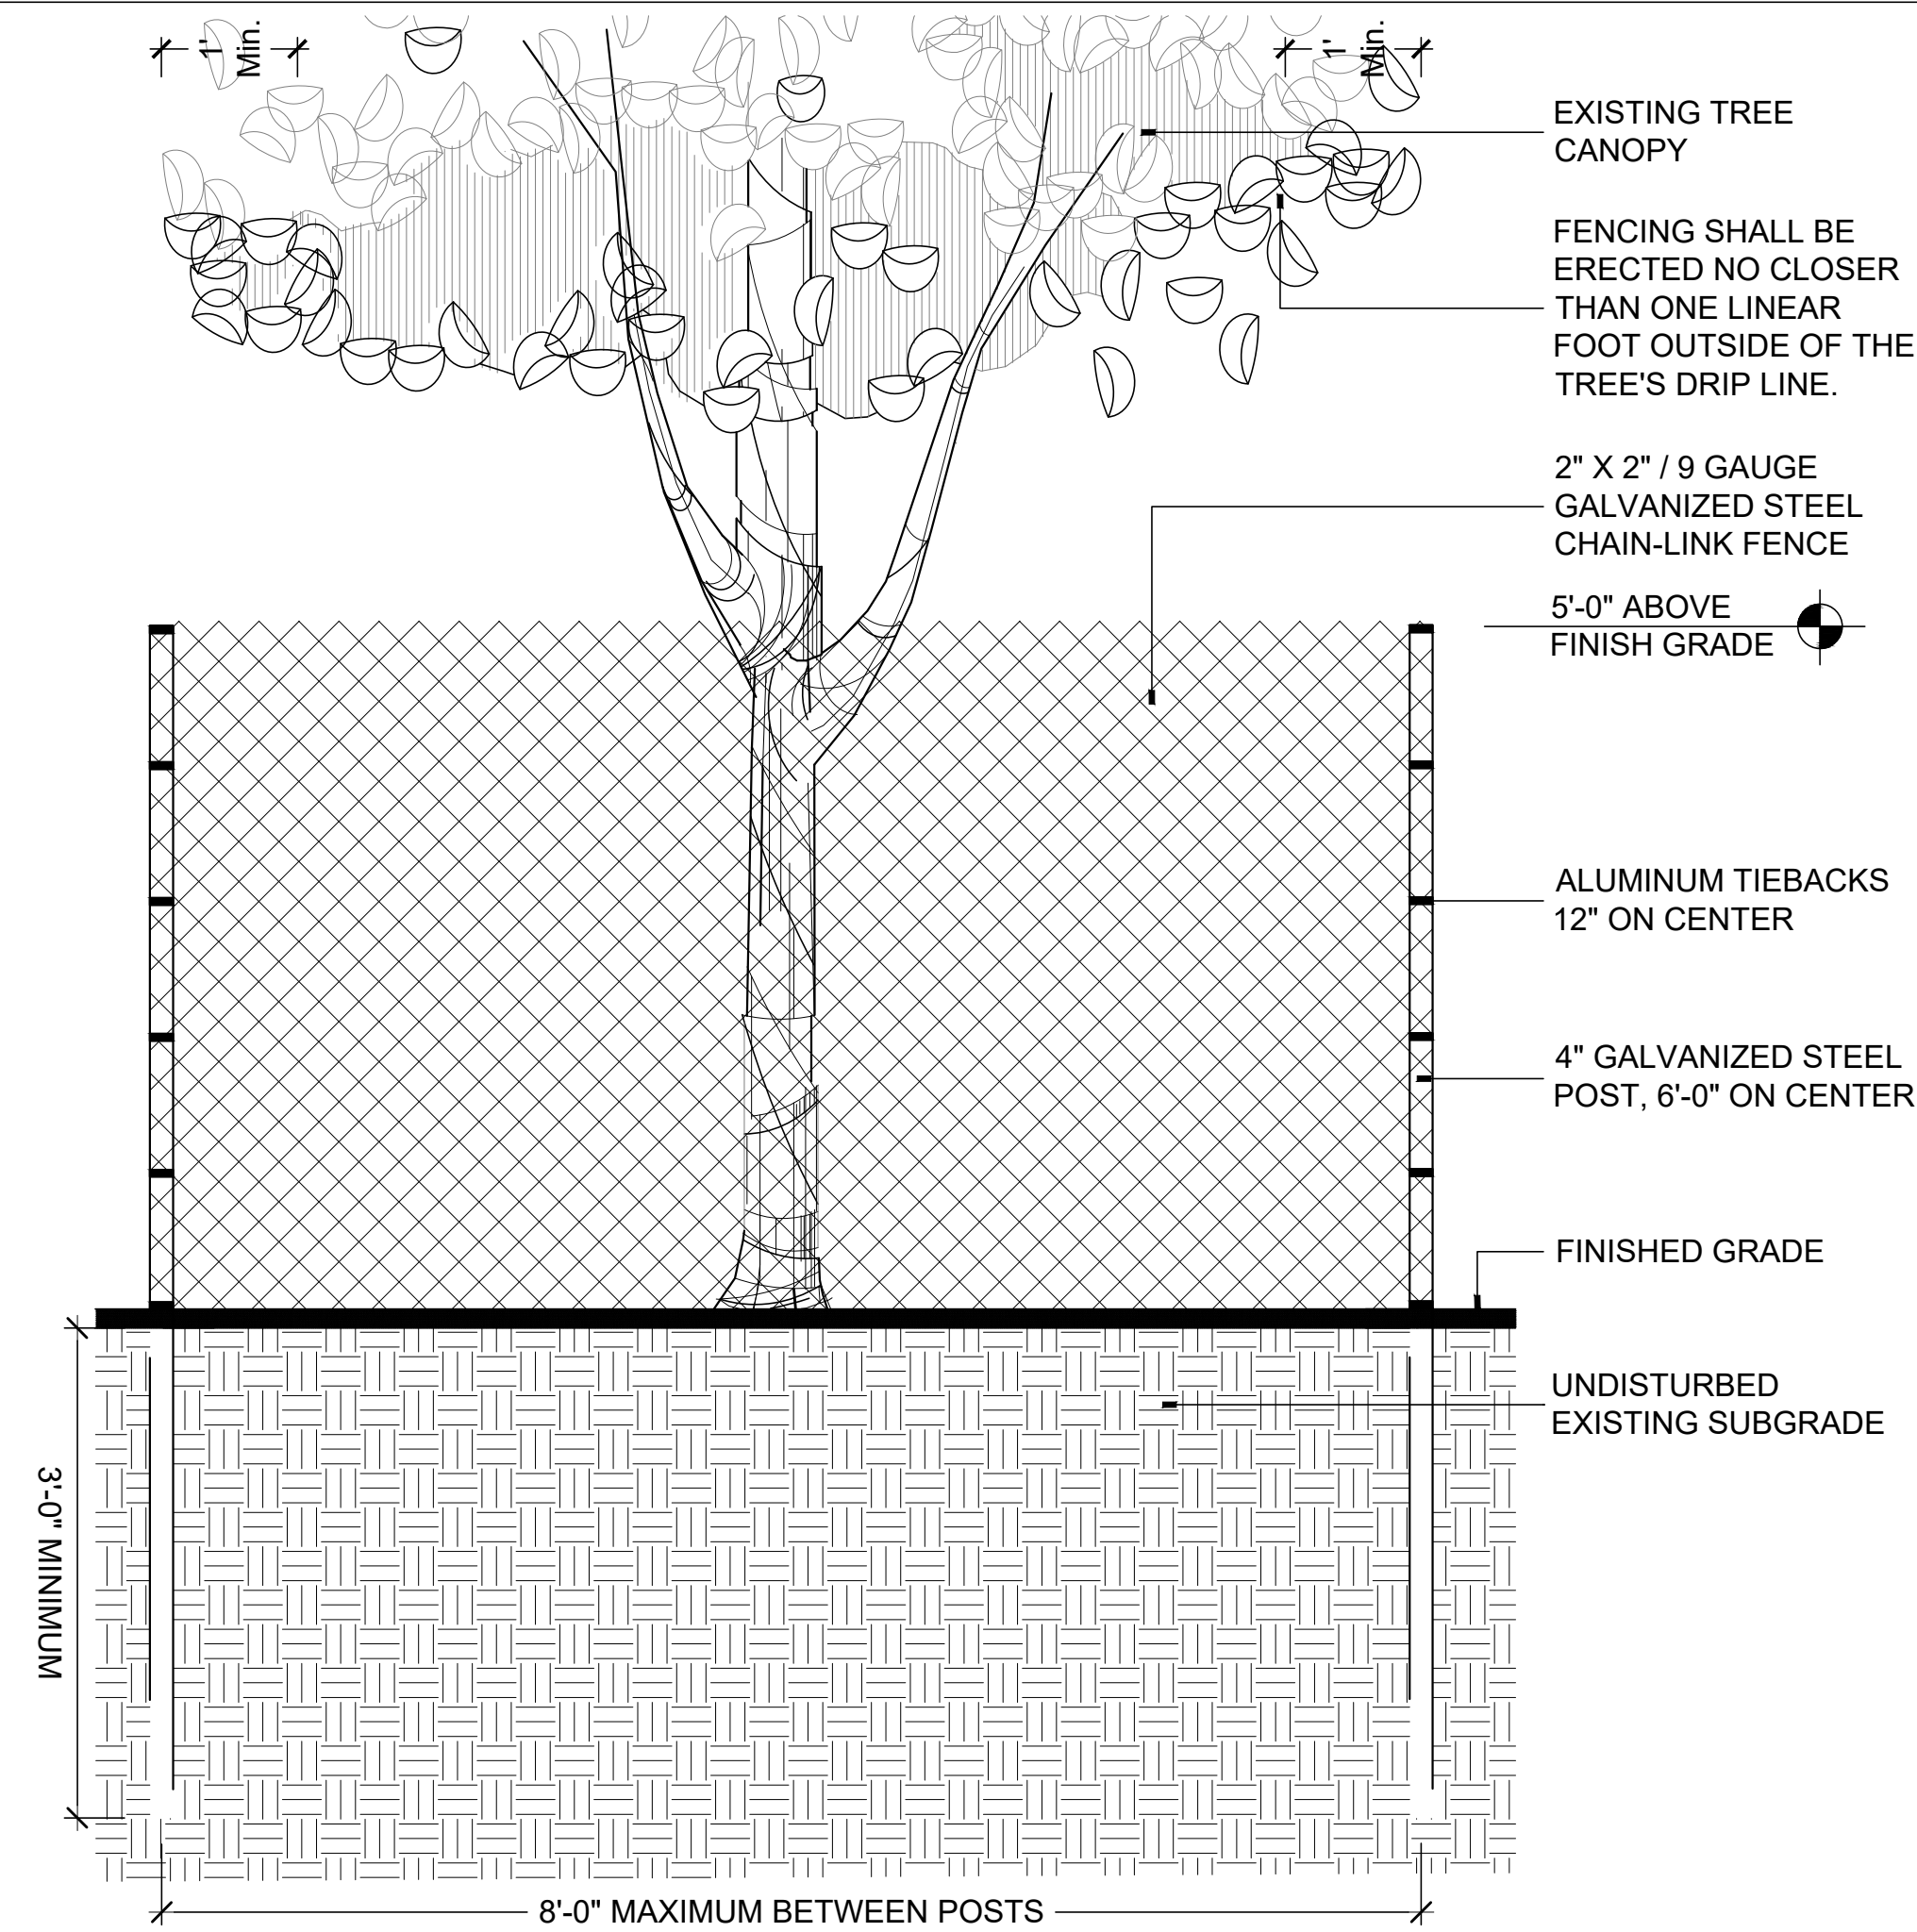 1'
Min.
1'
Min.
EXISTING TREE
CANOPY
FENCING SHALL BE
ERECTED NO CLOSER
THAN ONE LINEAR
FOOT OUTSIDE OF THE
TREE'S DRIP LINE.
2" X 2" / 9 GAUGE
GALVANIZED STEEL
CHAIN-LINK FENCE
5'-0" ABOVE
FINISH GRADE
ALUMINUM TIEBACKS
12" ON CENTER
4" GALVANIZED STEEL
POST, 6'-0" ON CENTER
FINISHED GRADE
UNDISTURBED
EXISTING SUBGRADE
3'-0" MINIMUM
8'-0" MAXIMUM BETWEEN POSTS